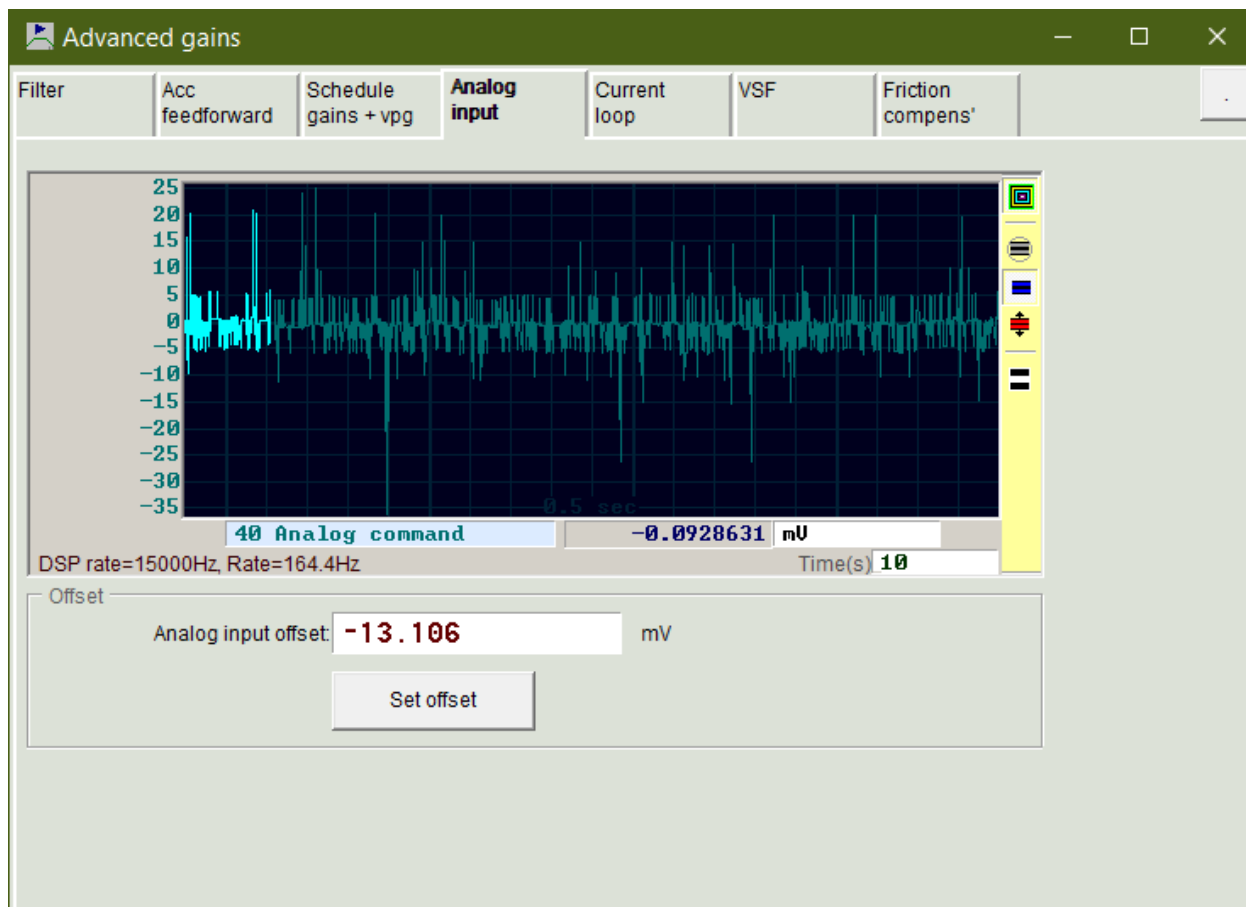 Advanced gains
Filter
Acc
feedforward
Schedule
gains + vpg
Analog
input
Current
loop
VSF
Friction
compens'
.
25
20
15
10
5
0
-5
-10
-15
-20
-25
-30
-35
0.5 sec
40 Analog command
-0.0928631 mV
DSP rate=15000Hz, Rate=164.4Hz
Time(s) 10
Offset
Analog input offset: -13.106 mV
Set offset